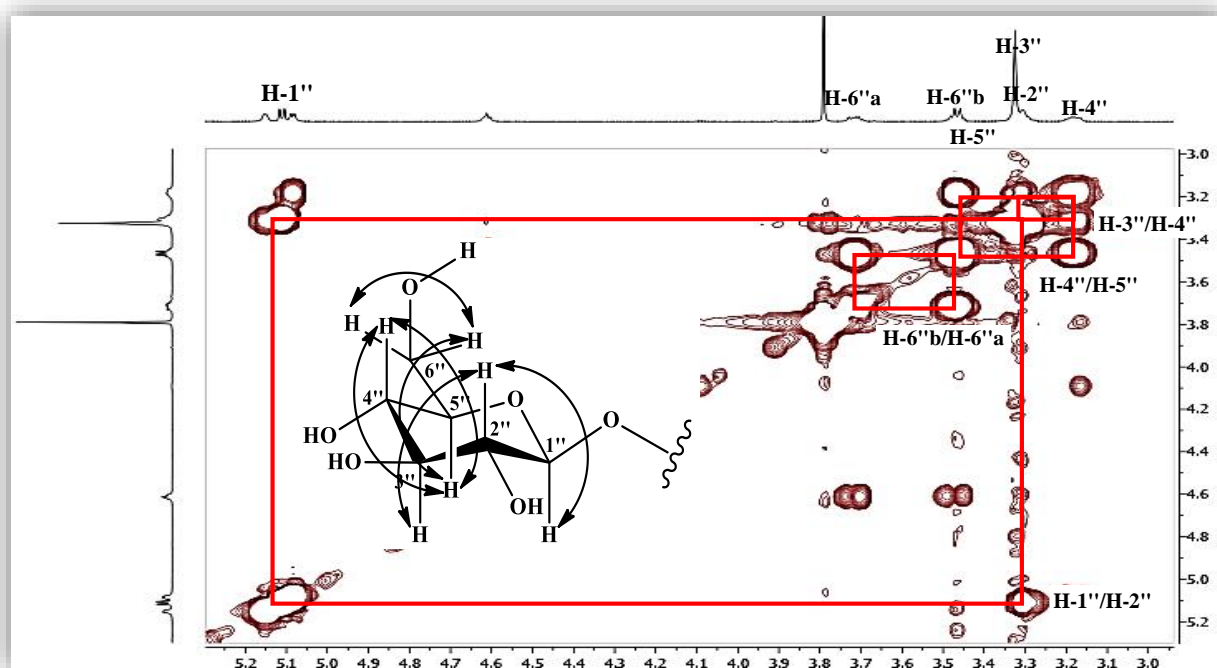 H-3''
H-1''
H-6''a
H-6''b
H-2''
H-4''
H-5''
3.0
3.2
H-3''/H-4''
3.4
H
H-4''/H-5''
3.6
O
H
H
H
3.8
H-6''b/H-6''a
6''
H
4.0
4''
5''
O
O
4.2
HO
2''
1''
HO
4.4
3''
H
OH
4.6
H
H
4.8
5.0
H-1''/H-2''
5.2
5.2 5.1 5.0 4.9 4.8 4.7 4.6 4.5 4.4 4.3 4.2 4.1 4.0 3.9 3.8 3.7 3.6 3.5 3.4 3.3 3.2 3.1 3.0